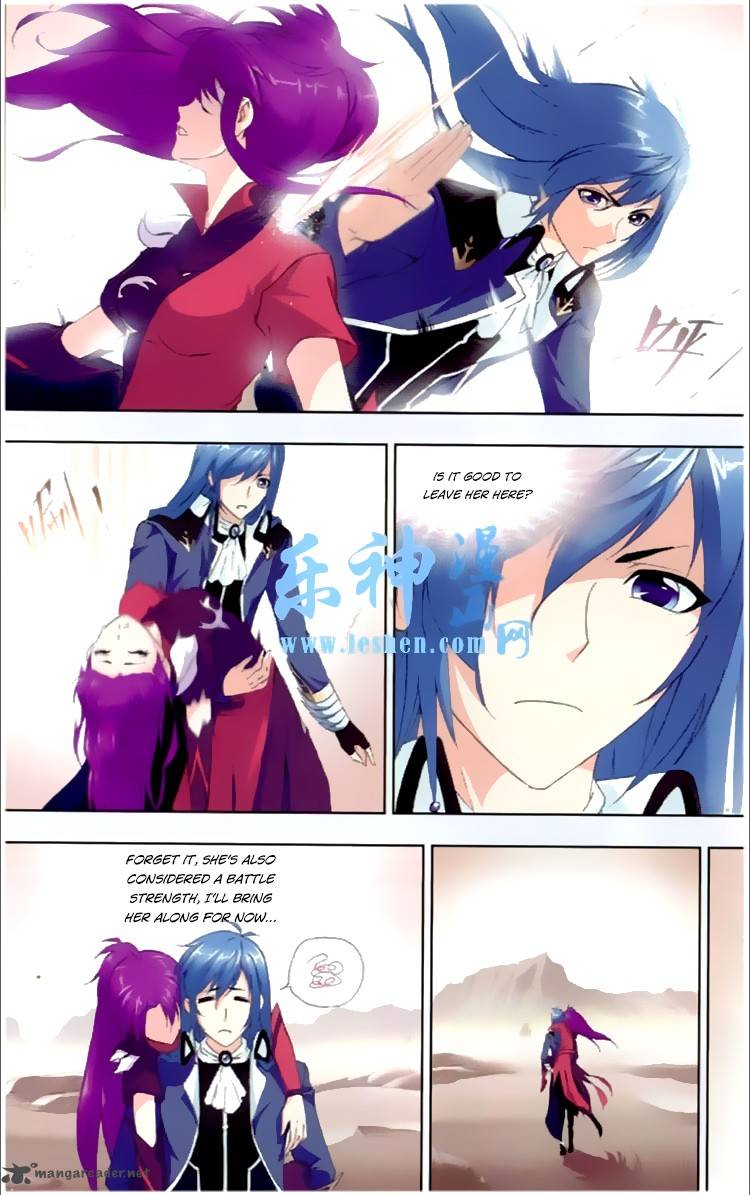 IS IT GOOD TO
LEAVE HER HERE?
乐神漫
网
www.leshen.com
FORGET IT, SHE'S ALSO
CONSIDERED A BATTLE
STRENGTH, I'LL BRING
HER ALONG FOR NOW...
mangareader.net